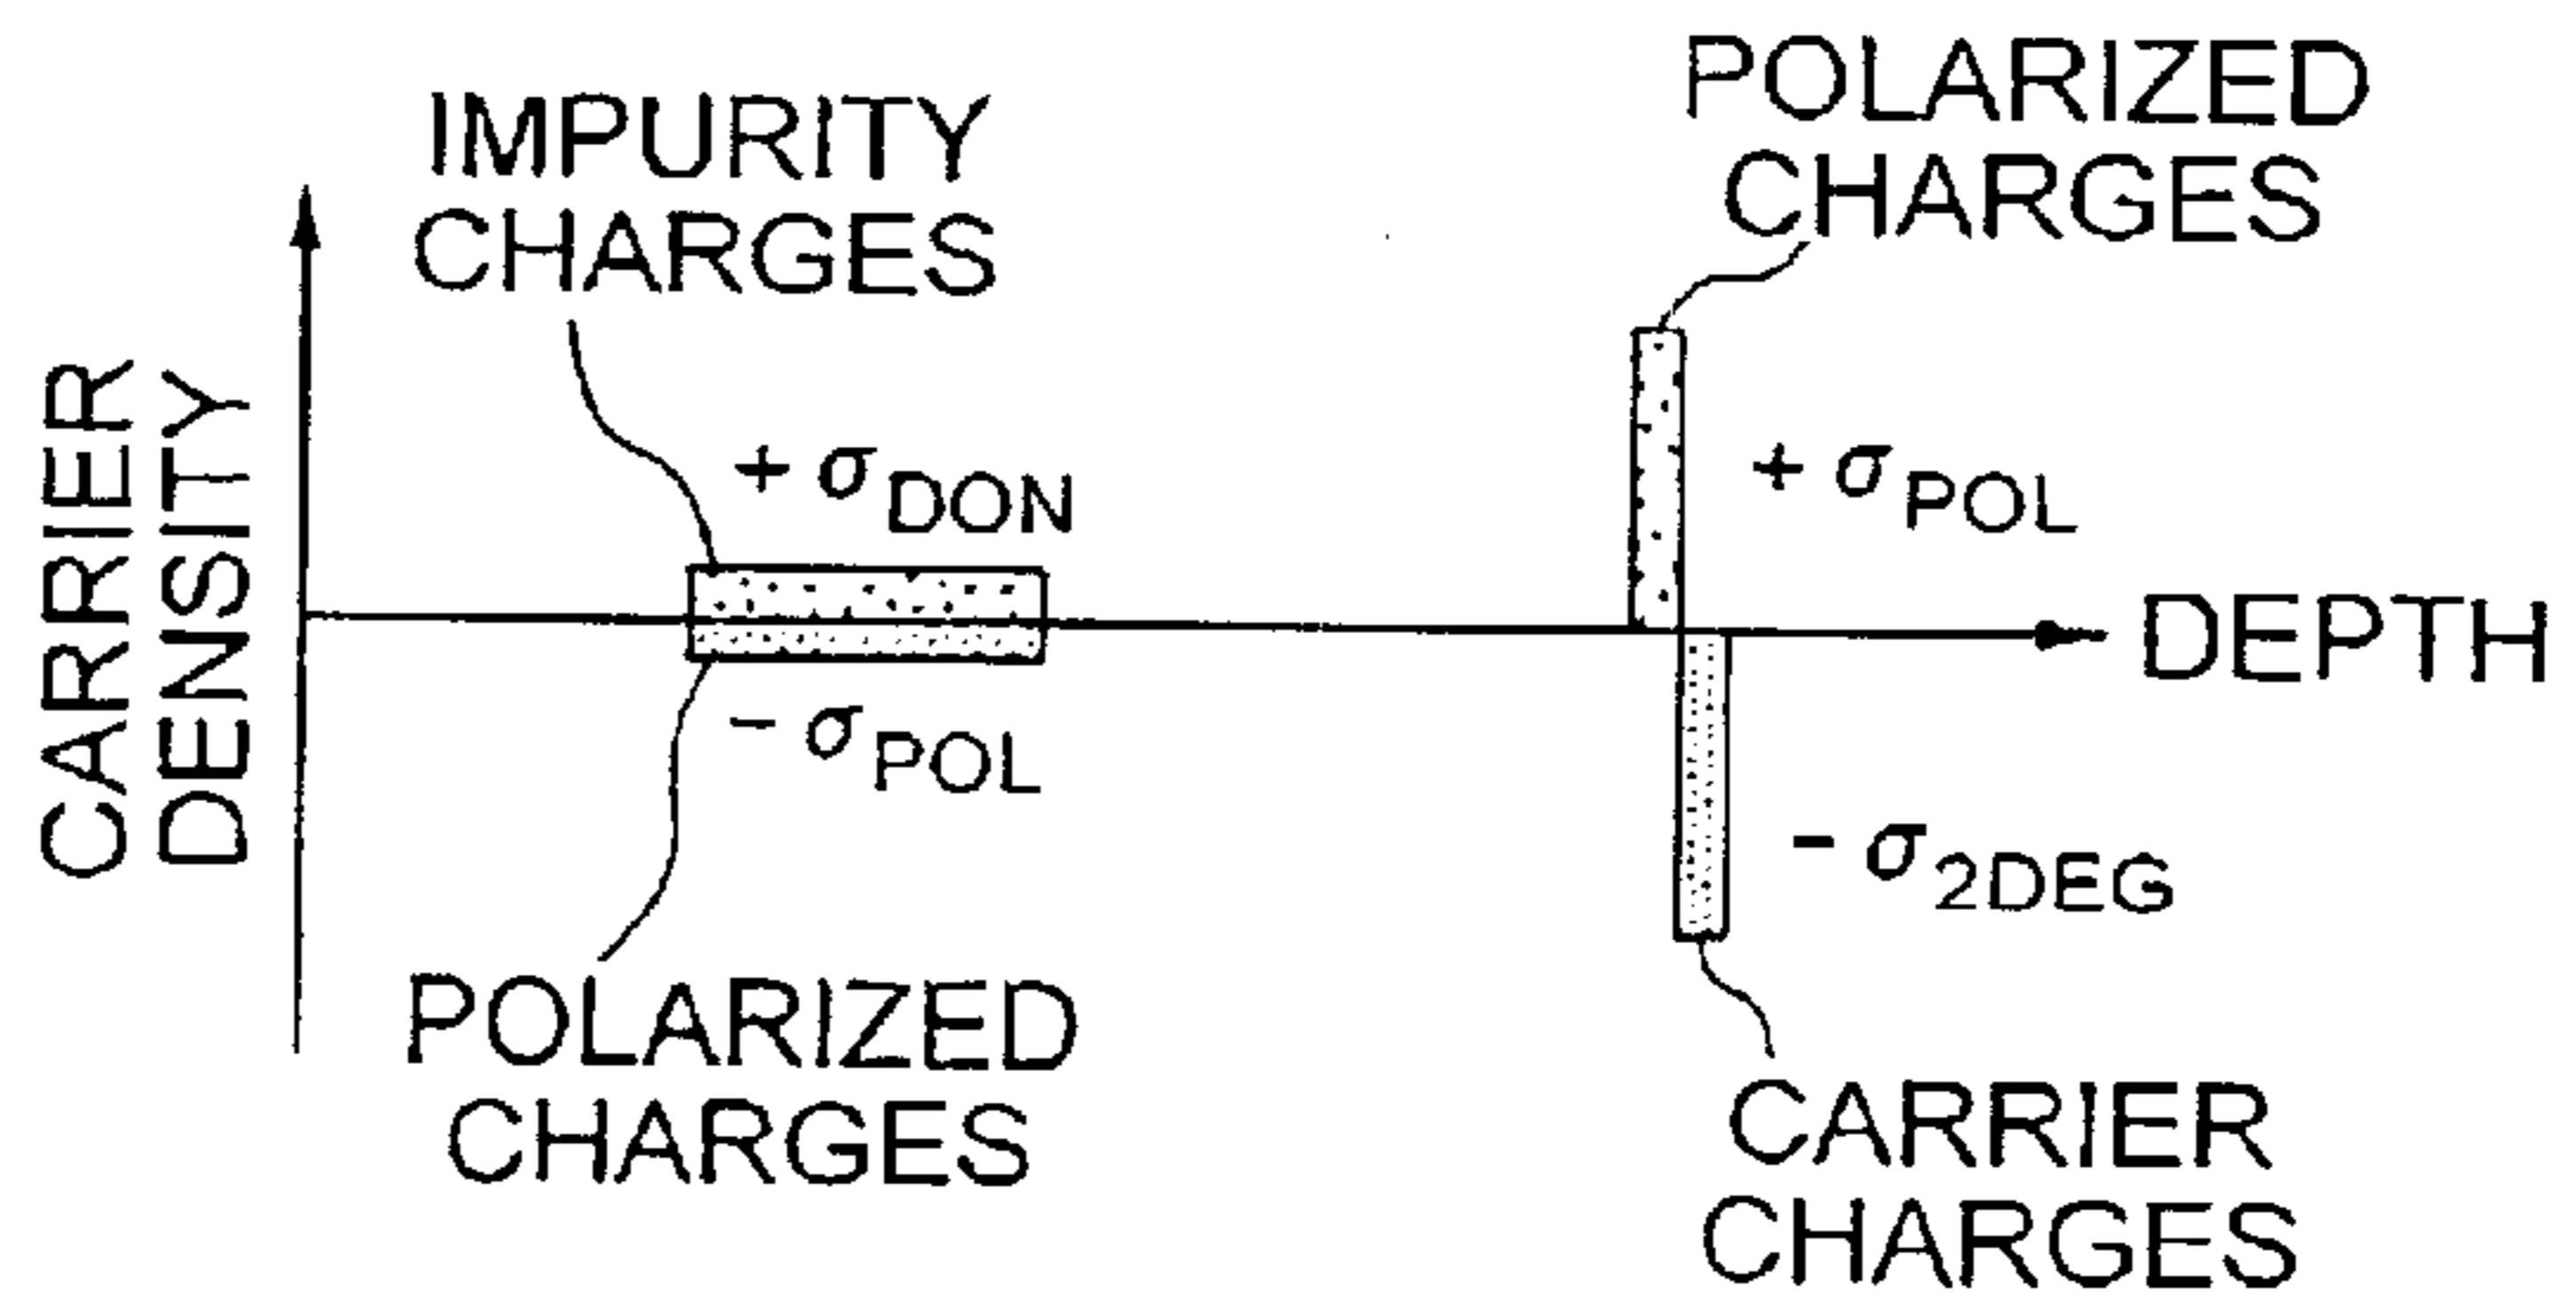 IMPURITY
CHARGES
POLARIZED
CHARGES
CARRIER
DENSITY
+ σDON
+ σPOL
DEPTH
- σPOL
- σ2DEG
POLARIZED
CHARGES
CARRIER
CHARGES